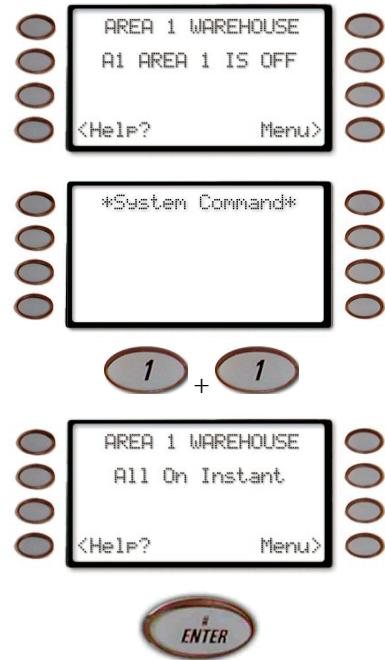 AREA 1 WAREHOUSE
A1 AREA 1 IS OFF
<Help? Menu>
*System Command*
1 + 1
AREA 1 WAREHOUSE
All On Instant
<Help? Menu>
ENTER